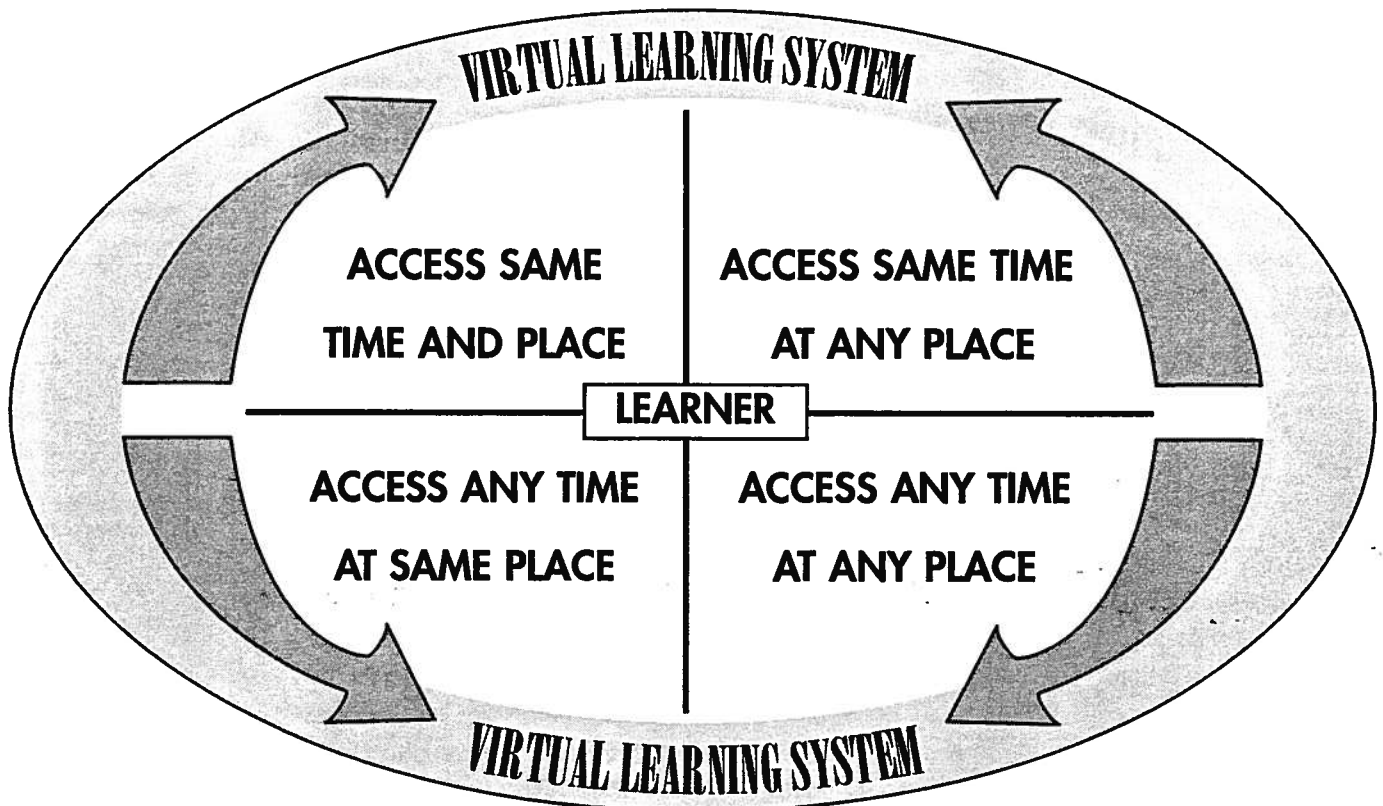 VIRTUAL LEARNING SYSTEM
ACCESS SAME
TIME AND PLACE
ACCESS SAME TIME
AT ANY PLACE
LEARNER
ACCESS ANY TIME
AT SAME PLACE
ACCESS ANY TIME
AT ANY PLACE
VIRTUAL LEARNING SYSTEM